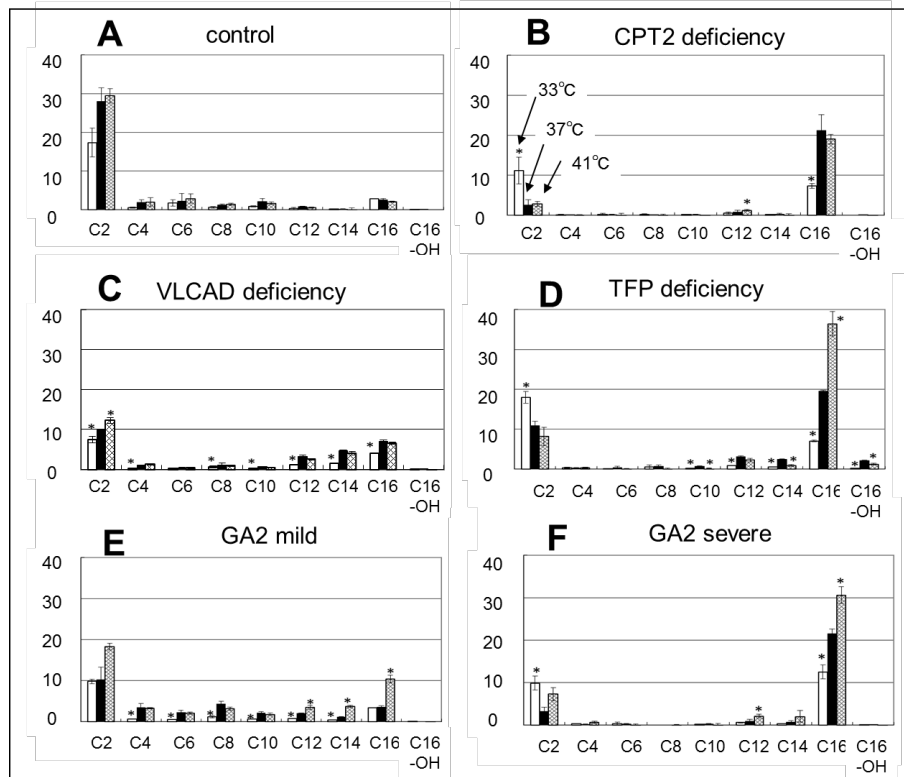 A control
40
30
20
10
0
C2 C4 C6 C8 C10 C12 C14 C16 C16
-OH
B CPT2 deficiency
40
30
20
10
0
33°C
37°C
41°C
* * * *
C2 C4 C6 C8 C10 C12 C14 C16 C16
-OH
C VLCAD deficiency
40
30
20
10
0
* * * * * * * *
C2 C4 C6 C8 C10 C12 C14 C16 C16
-OH
D TFP deficiency
40
30
20
10
0
* * * * * * * * * *
C2 C4 C6 C8 C10 C12 C14 C16 C16
-OH
E GA2 mild
40
30
20
10
0
* * * * * * * * *
C2 C4 C6 C8 C10 C12 C14 C16 C16
-OH
F GA2 severe
40
30
20
10
0
* * * *
C2 C4 C6 C8 C10 C12 C14 C16 C16
-OH